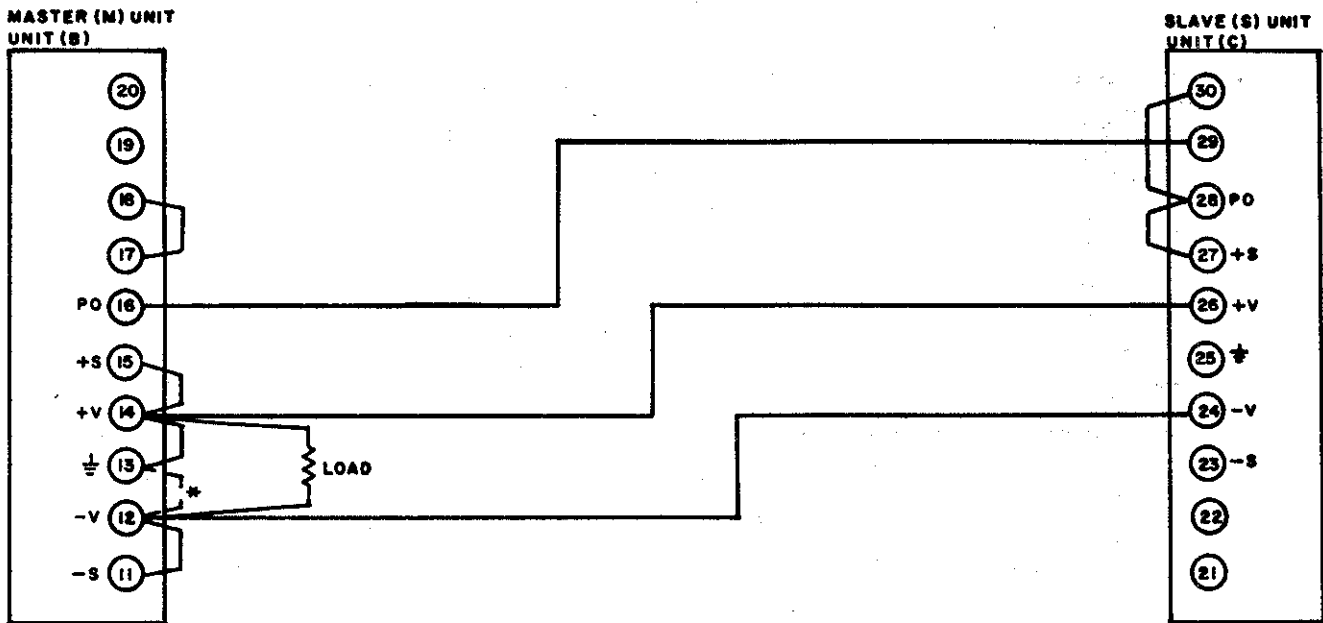 MASTER (M) UNIT
UNIT (B)
SLAVE (S) UNIT
UNIT (C)
20
19
18
17
PO 16
+S 15
+V 14
13
-V 12
-S 11
*
LOAD
30
29
28 PO
27 +S
26 +V
25
24 -V
23 -S
22
21